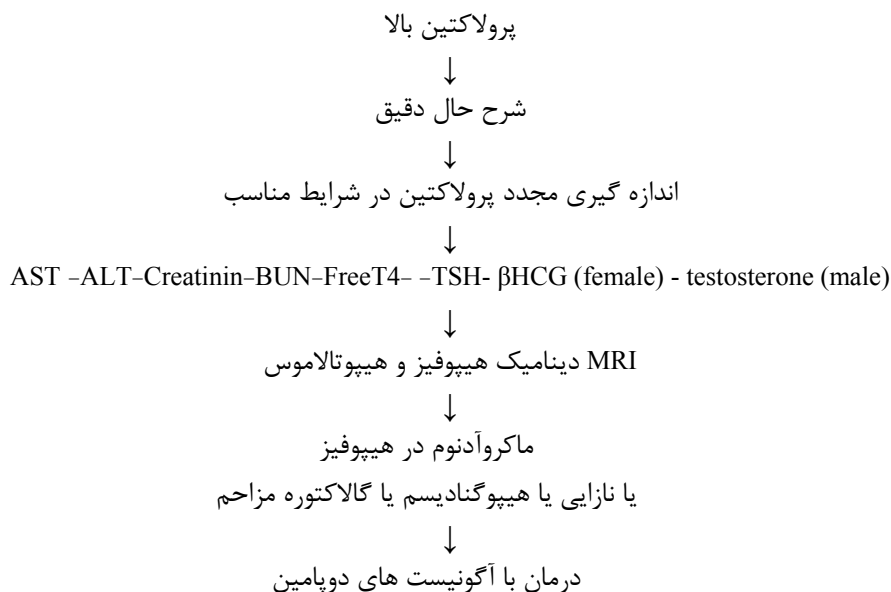 پرولاکتین بالا
↓
شرح حال دقیق
↓
اندازه گیری مجدد پرولاکتین در شرایط مناسب
↓
AST –ALT–Creatinin–BUN–FreeT4– –TSH- βHCG (female) - testosterone (male)
↓
MRI دینامیک هیپوفیز و هیپوتالاموس
↓
ماکروآدنوم در هیپوفیز
یا نازایی یا هیپوگنادیسم یا گالاکتوره مزاحم
↓
درمان با آگونیست های دوپامین